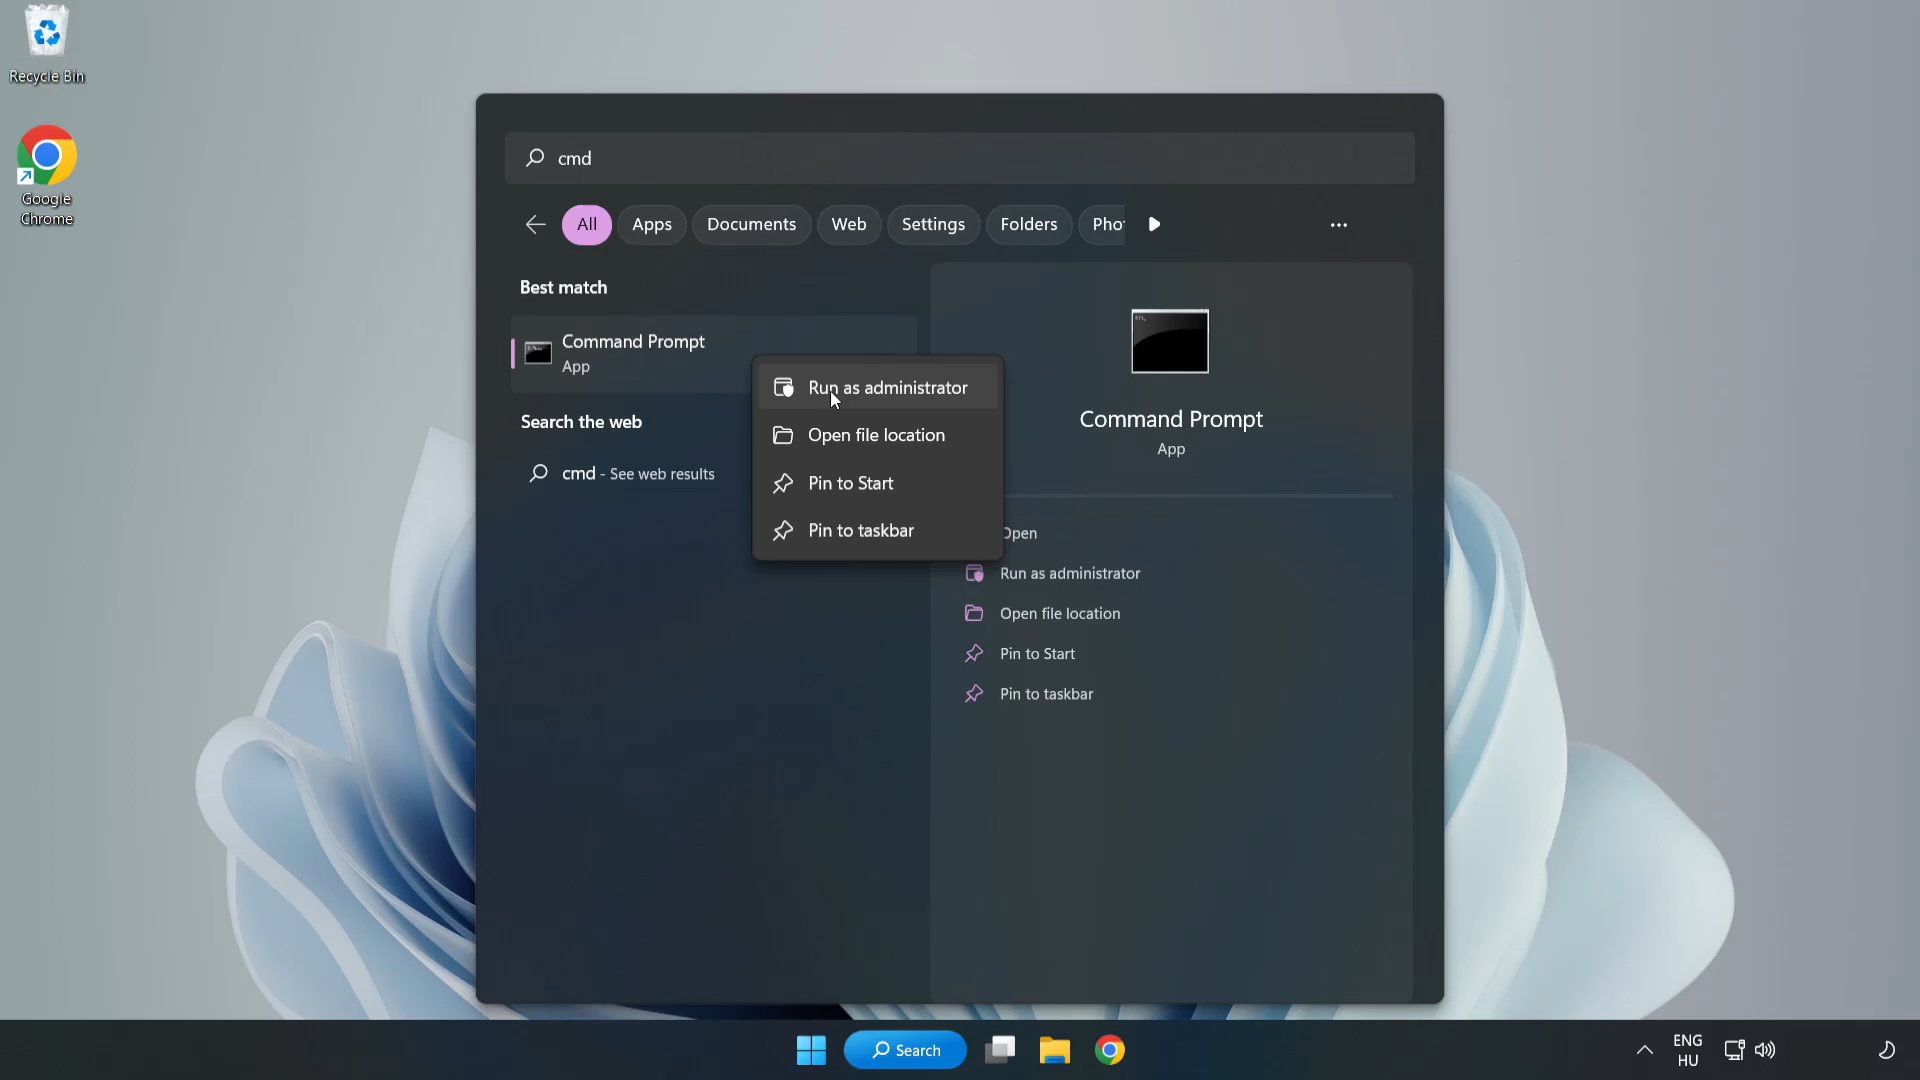 Recycle Bin
Google
Chrome
cmd
All
Apps
Documents
Web
Settings
Folders
Pho
Best match
Command Prompt
App
Search the web
cmd - See web results
Run as administrator
Open file location
Pin to Start
Pin to taskbar
Command Prompt
App
Open
Run as administrator
Open file location
Pin to Start
Pin to taskbar
Search
ENG
HU